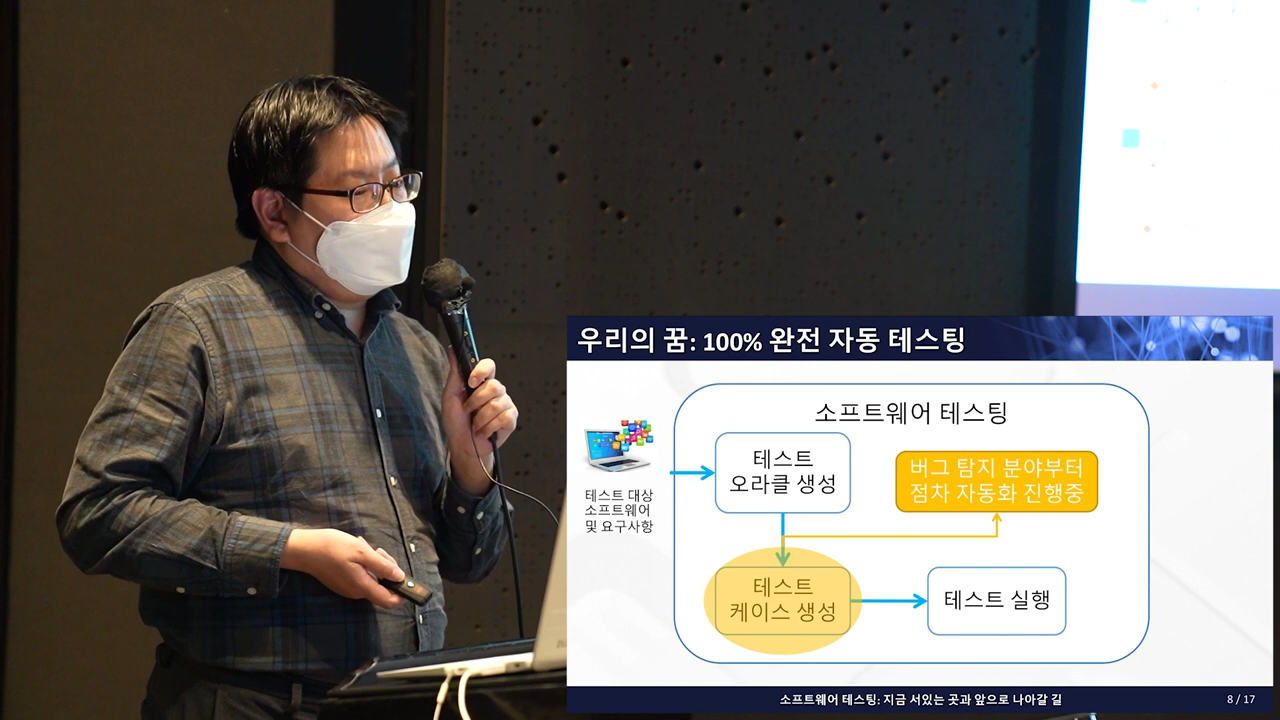 우리의 꿈: 100% 완전 자동 테스팅
소프트웨어 테스팅
테스트 대상
소프트웨어
및 요구사항
테스트
오라클 생성
버그 탐지 분야부터
점차 자동화 진행중
테스트
케이스 생성
테스트 실행
소프트웨어 테스팅: 지금 서있는 곳과 앞으로 나아갈 길
8 / 17